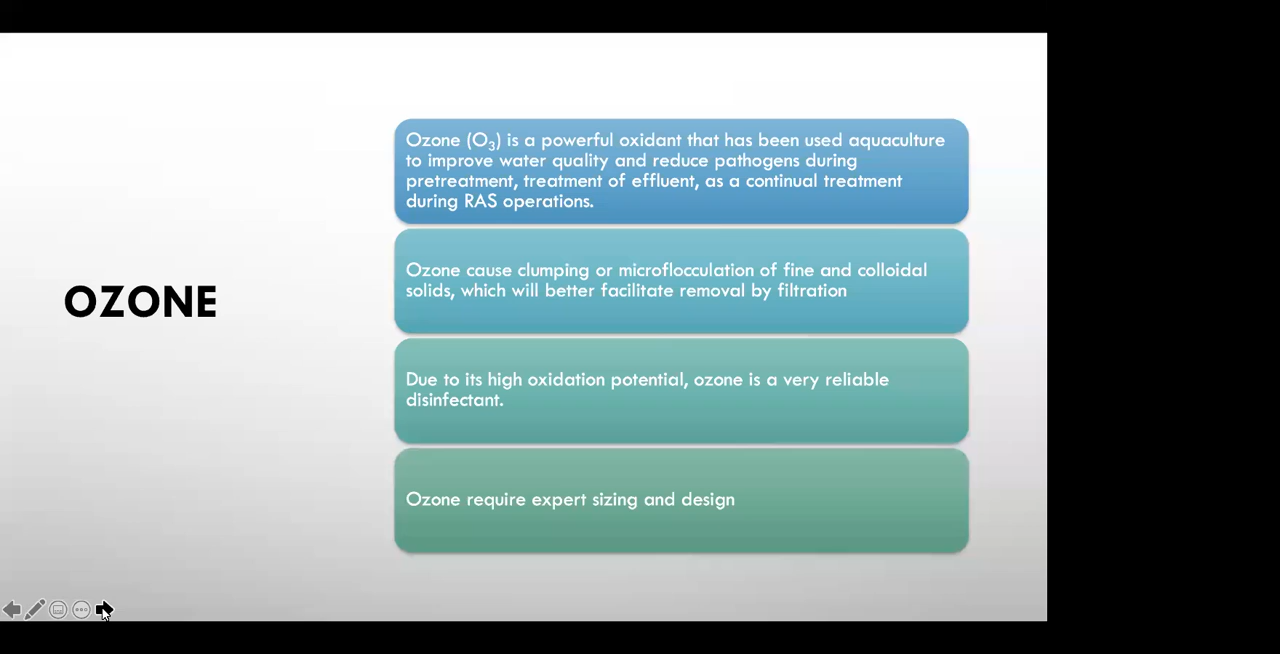 OZONE
Ozone (O₃) is a powerful oxidant that has been used aquaculture
to improve water quality and reduce pathogens during
pretreatment, treatment of effluent, as a continual treatment
during RAS operations.
Ozone cause clumping or microflocculation of fine and colloidal
solids, which will better facilitate removal by filtration
Due to its high oxidation potential, ozone is a very reliable
disinfectant.
Ozone require expert sizing and design